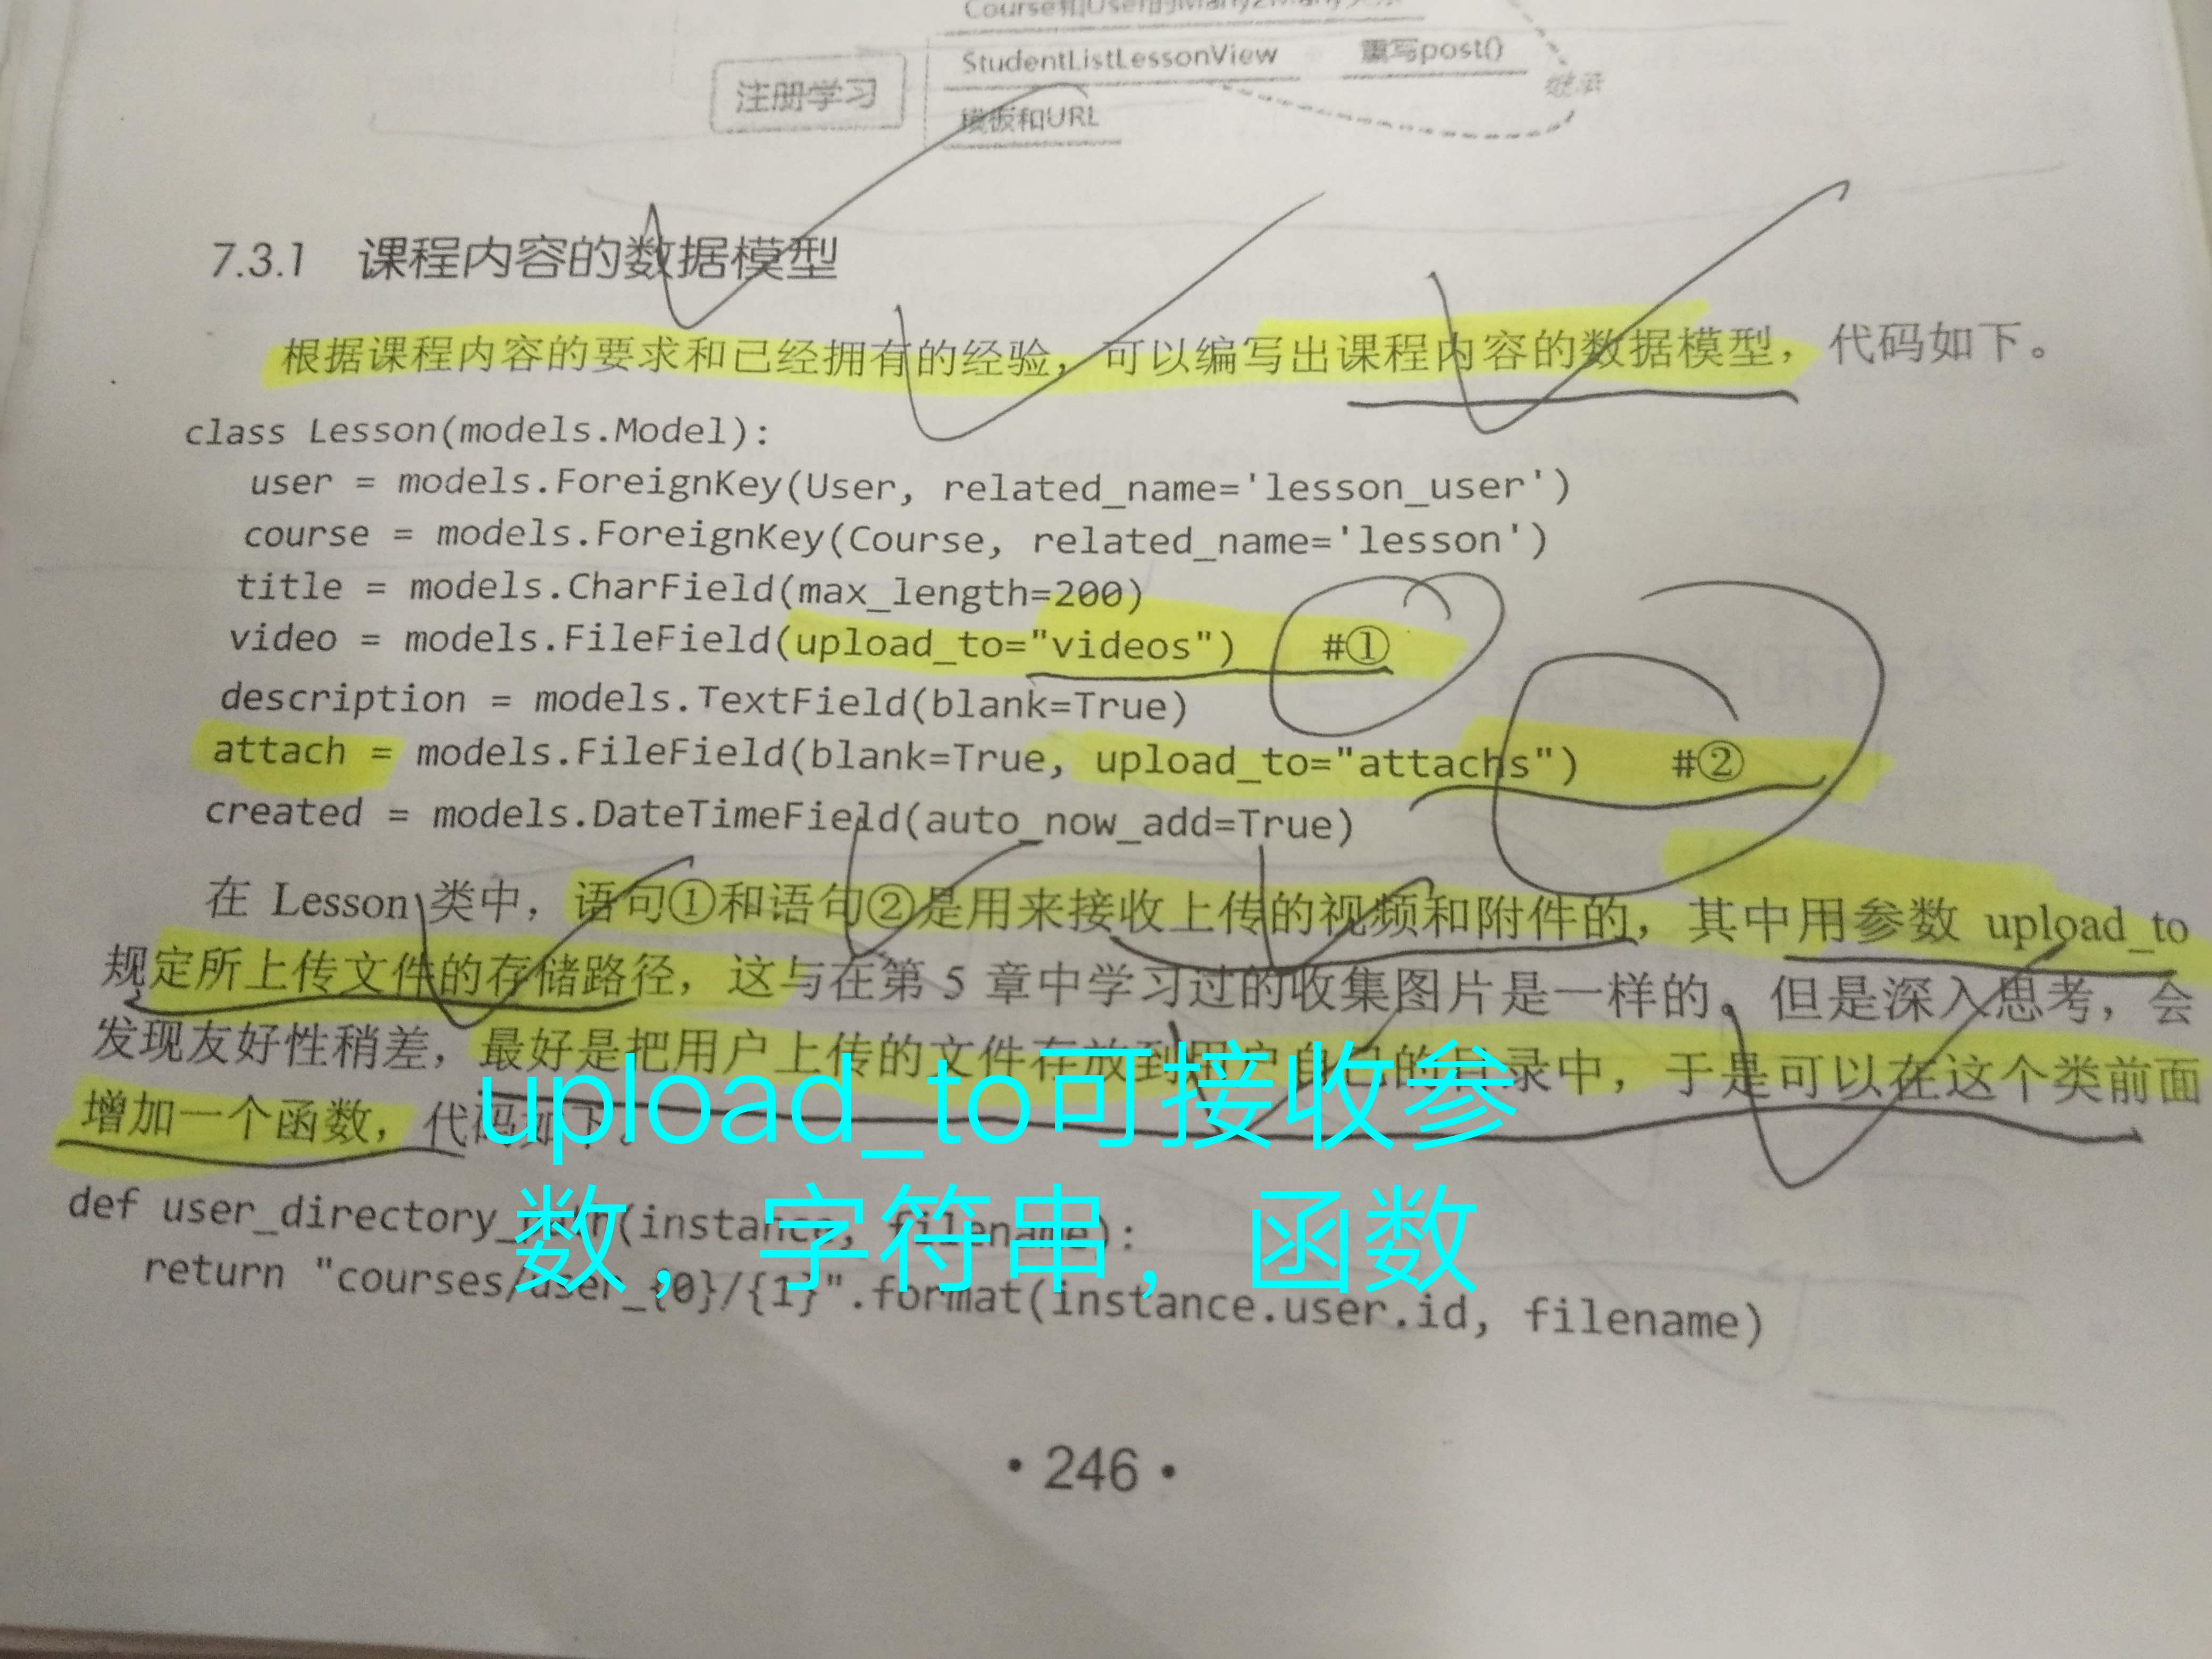 Course和User的Many2Many关系
StudentListLessonView 重写post()
继承
注册学习
模板和URL
7.3.1 课程内容的数据模型
根据课程内容的要求和已经拥有的经验，可以编写出课程内容的数据模型，代码如下。
class Lesson(models.Model):
user = models.ForeignKey(User, related_name='lesson_user')
course = models.ForeignKey(Course, related_name='lesson')
title = models.CharField(max_length=200)
video = models.FileField(upload_to="videos") #①
description = models.TextField(blank=True)
attach = models.FileField(blank=True, upload_to="attachs") #②
created = models.DateTimeField(auto_now_add=True)
在 Lesson 类中，语句①和语句②是用来接收上传的视频和附件的，其中用参数 upload_to
规定所上传文件的存储路径，这与在第 5 章中学习过的收集图片是一样的。但是深入思考，会
发现友好性稍差，最好是把用户上传的文件存放到用户自己的目录中，于是可以在这个类前面
增加一个函数，代码如下。
upload_to可接收参
数，字符串，函数
def user_directory_path(instance, filename):
return "courses/user_{0}/{1}".format(instance.user.id, filename)
·246·